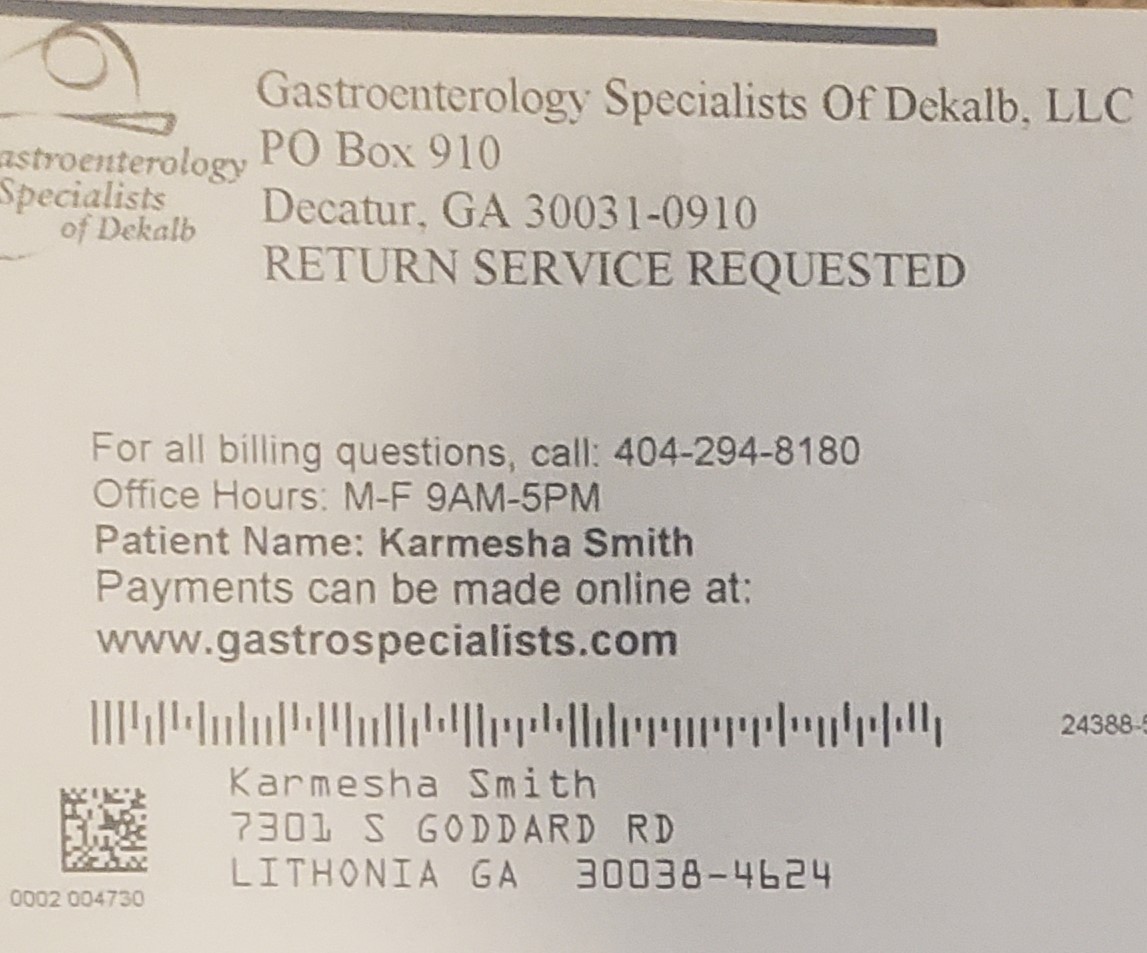 Gastroenterology Specialists Of Dekalb, LLC
PO Box 910
Decatur, GA 30031-0910
RETURN SERVICE REQUESTED
astroenterology
Specialists
of Dekalb
For all billing questions, call: 404-294-8180
Office Hours: M-F 9AM-5PM
Patient Name: Karmesha Smith
Payments can be made online at:
www.gastrospecialists.com
24388-
Karmesha Smith
7301 S GODDARD RD
LITHONIA GA 30038-4624
0002 004730